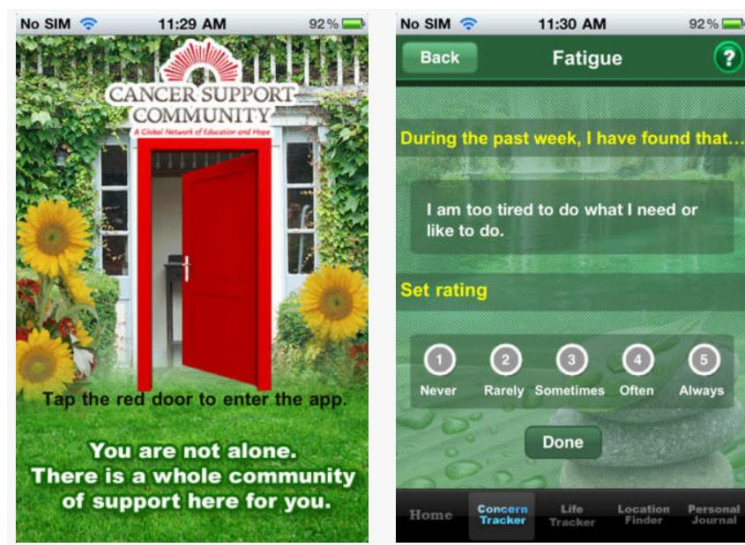 No SIM 11:29 AM 92%
CANCER SUPPORT
COMMUNITY
A Global Network of Education and Hope
Tap the red door to enter the app.
You are not alone.
There is a whole community
of support here for you.
No SIM 11:30 AM 92%
Back Fatigue ?
During the past week, I have found that...
I am too tired to do what I need or
like to do.
Set rating
1 2 3 4 5
Never Rarely Sometimes Often Always
Done
Home Concern Life Location Personal
Tracker Tracker Finder Journal